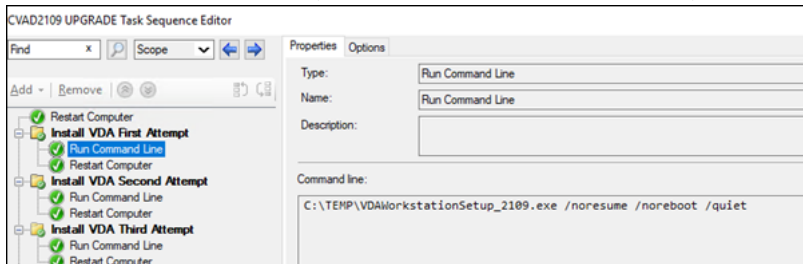 CVAD2109 UPGRADE Task Sequence Editor
Find x Scope
Properties Options
Add Remove
Type: Run Command Line
Name: Run Command Line
Description:
Restart Computer
Install VDA First Attempt
Run Command Line
Restart Computer
Install VDA Second Attempt
Run Command Line
Restart Computer
Install VDA Third Attempt
Run Command Line
Restart Computer
Command line:
C:\TEMP\VDAWorkstationSetup_2109.exe /noresume /noreboot /quiet